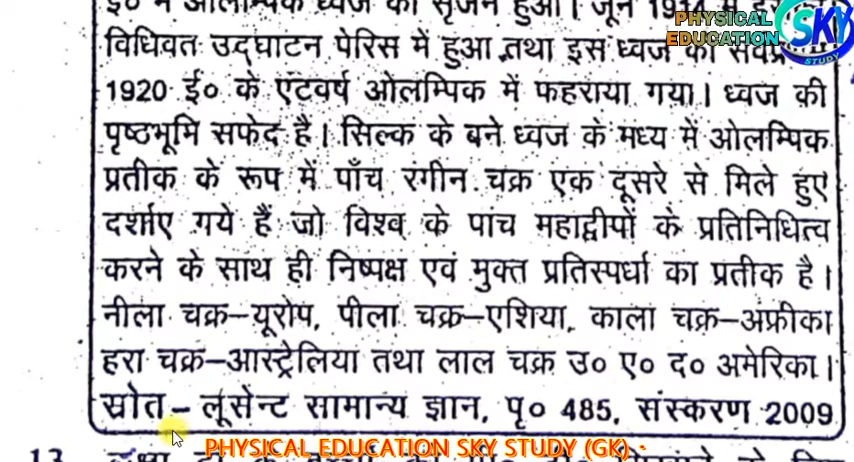 ई० में ओलम्पिक ध्वज का सृजन हुआ। जून 1914 में
विधिवत उद्घाटन पेरिस में हुआ तथा इस ध्वज को
1920 ई० के एंटवर्ष ओलम्पिक में फहराया गया। ध्वज की
पृष्ठभूमि सफेद है। सिल्क के बने ध्वज के मध्य में ओलम्पिक
प्रतीक के रूप में पाँच रंगीन चक्र एक दूसरे से मिले हुए
दर्शाए गये हैं जो विश्व के पांच महाद्वीपों के प्रतिनिधित्व
करने के साथ ही निष्पक्ष एवं मुक्त प्रतिस्पर्धा का प्रतीक है।
नीला चक्र–यूरोप, पीला चक्र–एशिया, काला चक्र–अफ्रीका
हरा चक्र–आस्ट्रेलिया तथा लाल चक्र उ० ए० द० अमेरिका।
स्रोत– लूसेन्ट सामान्य ज्ञान, पृ० 485, संस्करण 2009
PHYSICAL
EDUCATION
SKY
STUDY
13
PHYSICAL EDUCATION SKY STUDY (GK)